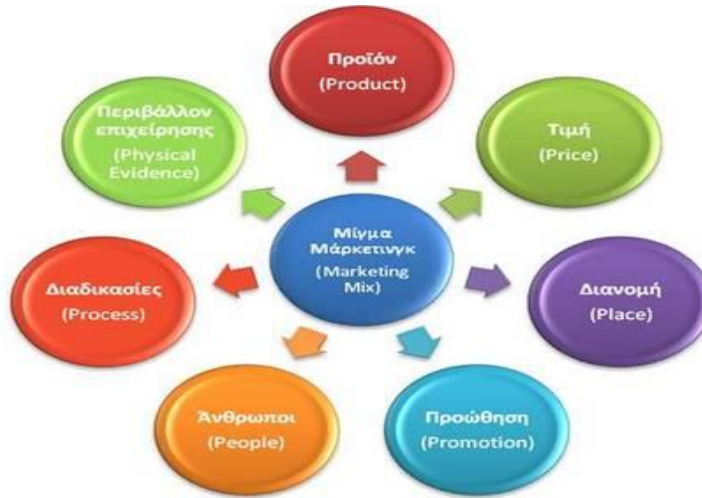 Προϊόν
(Product)
Τιμή
(Price)
Διανομή
(Place)
Προώθηση
(Promotion)
Άνθρωποι
(People)
Διαδικασίες
(Process)
Περιβάλλον
επιχείρησης
(Physical
Evidence)
Μίγμα
Μάρκετινγκ
(Marketing
Mix)